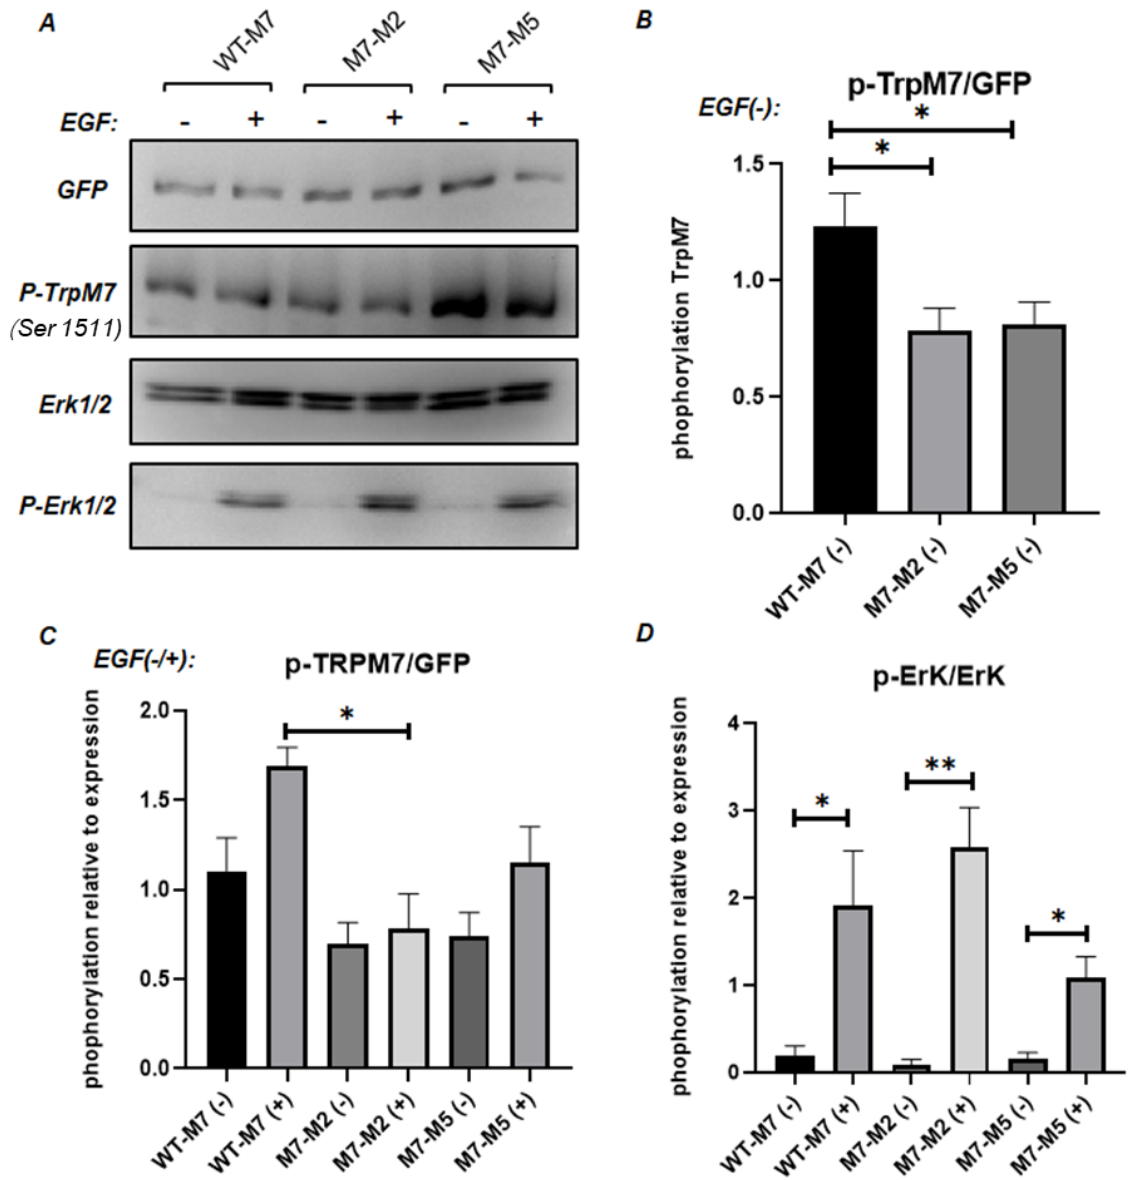 A
WT-M7 M7-M2 M7-M5
EGF: - + - + - +
GFP
P-TrpM7
(Ser 1511)
Erk1/2
P-Erk1/2
B
p-TrpM7/GFP
EGF(-):
*
*
phophorylation TrpM7
1.5
1.0
0.5
0.0
WT-M7 (-)
M7-M2 (-)
M7-M5 (-)
C
EGF(-/+):
p-TRPM7/GFP
*
phophorylation relative to expression
2.0
1.5
1.0
0.5
0.0
WT-M7 (-)
WT-M7 (+)
M7-M2 (-)
M7-M2 (+)
M7-M5 (-)
M7-M5 (+)
D
p-ErK/ErK
phophorylation relative to expression
4
3
2
1
0
*
**
*
WT-M7 (-)
WT-M7 (+)
M7-M2 (-)
M7-M2 (+)
M7-M5 (-)
M7-M5 (+)